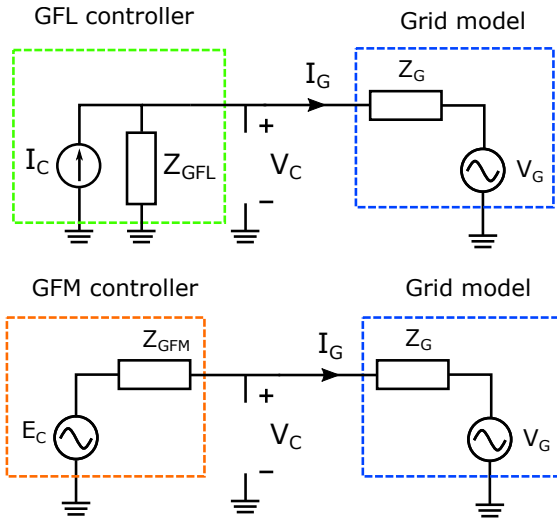 GFL controller
Grid model
I_G
Z_G
+
I_C
Z_GFL
V_C
V_G
−
GFM controller
Grid model
Z_GFM
I_G
Z_G
+
E_C
V_C
V_G
−